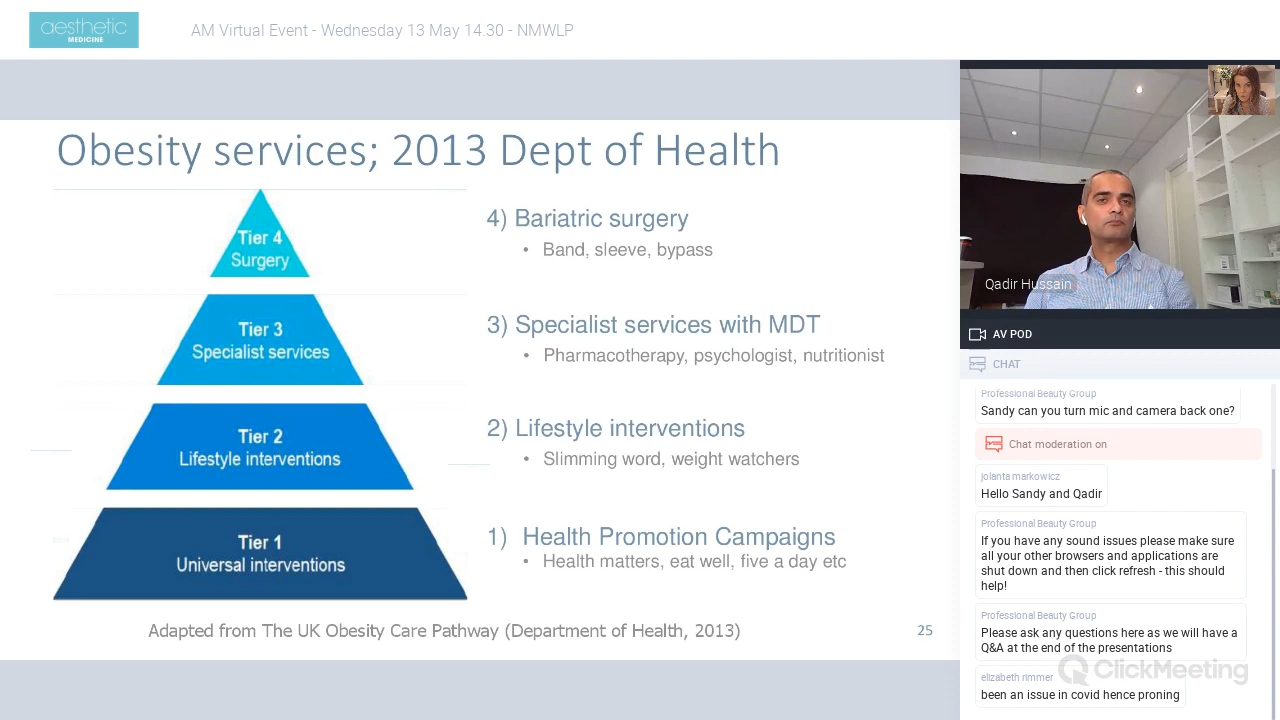 aesthetic
MEDICINE
AM Virtual Event - Wednesday 13 May 14.30 - NMWLP
Obesity services; 2013 Dept of Health
Tier 4
Surgery
Tier 3
Specialist services
Tier 2
Lifestyle interventions
Tier 1
Universal interventions
4) Bariatric surgery
• Band, sleeve, bypass
3) Specialist services with MDT
• Pharmacotherapy, psychologist, nutritionist
2) Lifestyle interventions
• Slimming word, weight watchers
1) Health Promotion Campaigns
• Health matters, eat well, five a day etc
Adapted from The UK Obesity Care Pathway (Department of Health, 2013)
25
Qadir Hussain
AV POD
CHAT
Professional Beauty Group
Sandy can you turn mic and camera back one?
Chat moderation on
jolanta markowicz
Hello Sandy and Qadir
Professional Beauty Group
If you have any sound issues please make sure
all your other browsers and applications are
shut down and then click refresh - this should
help!
Professional Beauty Group
Please ask any questions here as we will have a
Q&A at the end of the presentations
elizabeth rimmer
been an issue in covid hence proning
ClickMeeting